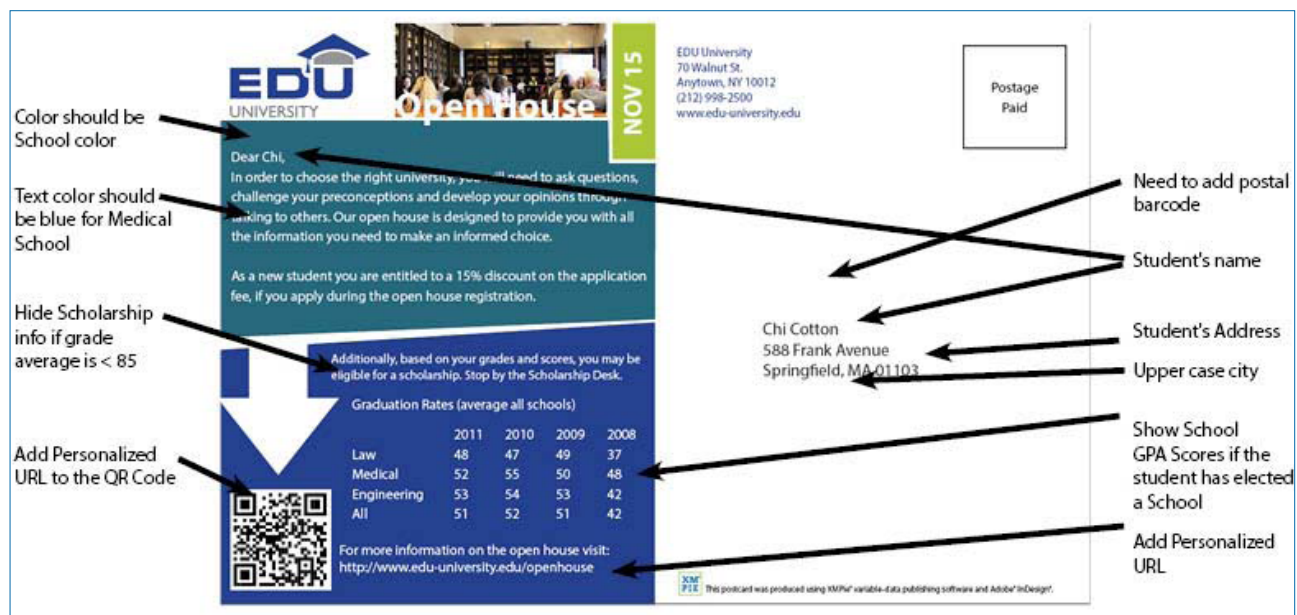 EDU
UNIVERSITY
Open House
NOV 15
Dear Chi,
In order to choose the right university, you will need to ask questions,
challenge your preconceptions and develop your opinions through
talking to others. Our open house is designed to provide you with all
the information you need to make an informed choice.
As a new student you are entitled to a 15% discount on the application
fee, if you apply during the open house registration.
Additionally, based on your grades and scores, you may be
eligible for a scholarship. Stop by the Scholarship Desk.
Graduation Rates (average all schools)
2011 2010 2009 2008
Law 48 47 49 37
Medical 52 55 50 48
Engineering 53 54 53 42
All 51 52 51 42
For more information on the open house visit:
http://www.edu-university.edu/openhouse
EDU University
70 Walnut St.
Anytown, NY 10012
(212) 998-2500
www.edu-university.edu
Postage
Paid
Chi Cotton
588 Frank Avenue
Springfield, MA 01103
XM
PIE
This postcard was produced using XMPie® variable-data publishing software and Adobe® InDesign®.
Color should be
School color
Text color should
be blue for Medical
School
Hide Scholarship
info if grade
average is < 85
Add Personalized
URL to the QR Code
Need to add postal
barcode
Student's name
Student's Address
Upper case city
Show School
GPA Scores if the
student has elected
a School
Add Personalized
URL